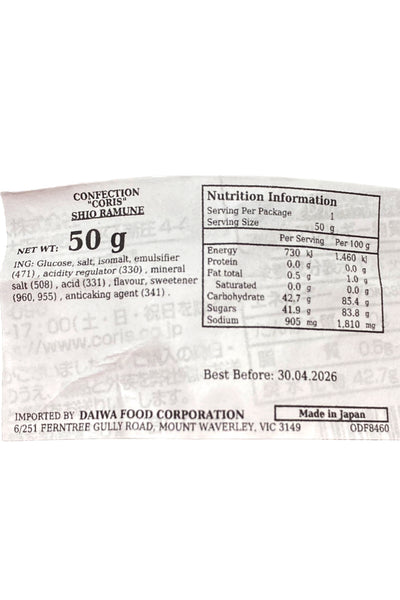 CONFECTION
"CORIS"
SHIO RAMUNE
NET WT: 50 g
ING: Glucose, salt, isomalt, emulsifier
(471) , acidity regulator (330) , mineral
salt (508) , acid (331) , flavour, sweetener
(960, 955) , anticaking agent (341) .
Nutrition Information
Serving Per Package 1
Serving Size 50 g
Per Serving Per 100 g
Energy 730 kJ 1,460 kJ
Protein 0.0 g 0.0 g
Fat total 0.5 g 1.0 g
Saturated 0.0 g 0.0 g
Carbohydrate 42.7 g 85.4 g
Sugars 41.9 g 83.8 g
Sodium 905 mg 1,810 mg
Best Before: 30.04.2026
IMPORTED BY DAIWA FOOD CORPORATION
6/251 FERNTREE GULLY ROAD, MOUNT WAVERLEY, VIC 3149
Made in Japan
ODF8460